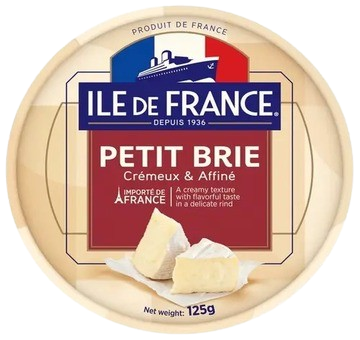 PRODUIT DE FRANCE
ILE DE FRANCE®
DEPUIS 1936
PETIT BRIE
Crémeux & Affiné
IMPORTÉ DE
FRANCE
A creamy texture
with flavorful taste
in a delicate rind
Net weight: 125g